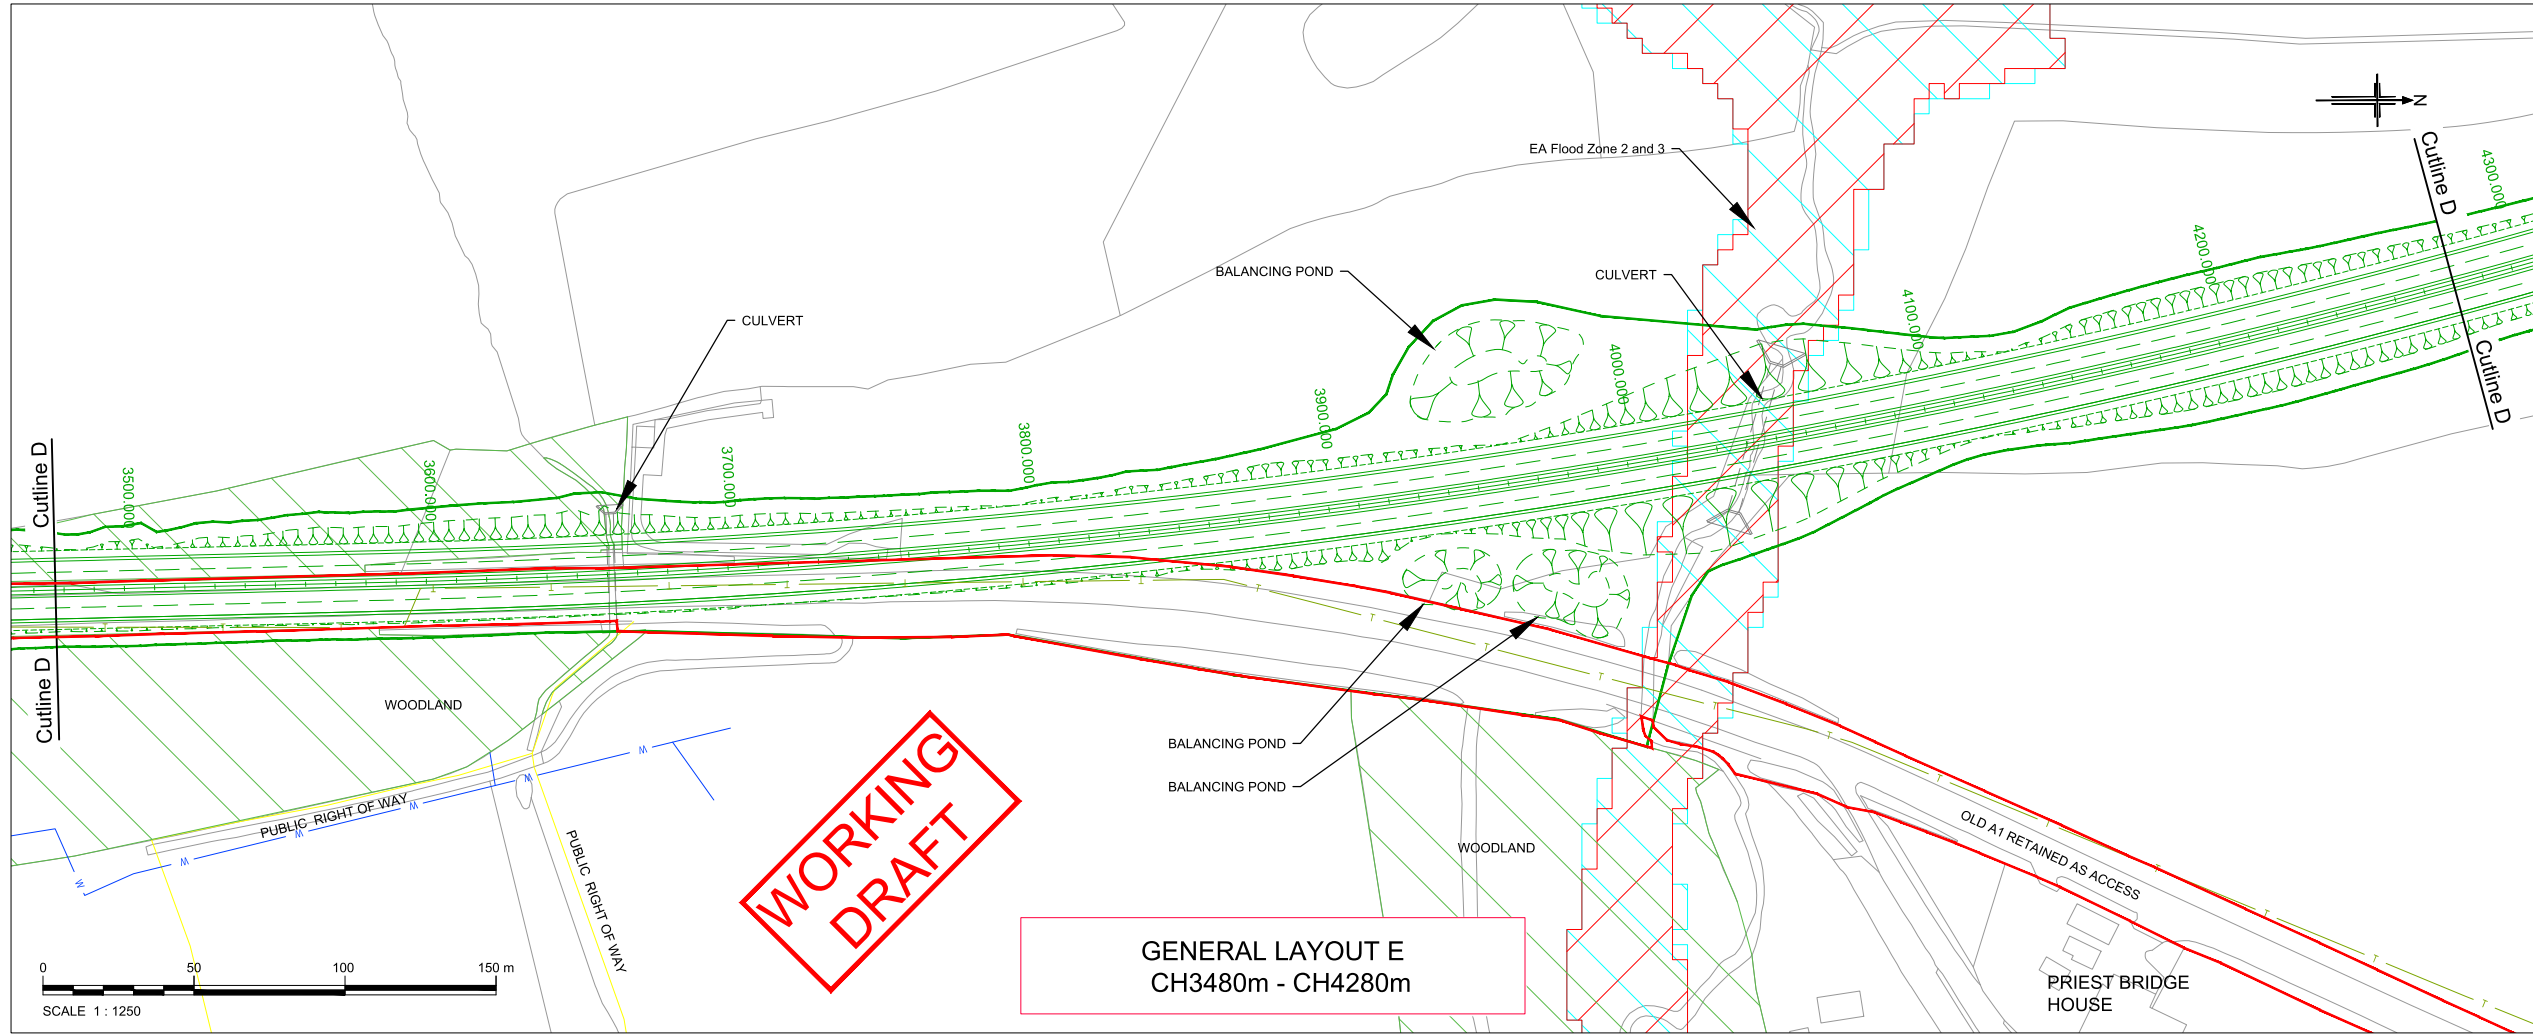 N
EA Flood Zone 2 and 3
Cutline D
4300.000
4200.000
BALANCING POND
CULVERT
4100.000
CULVERT
4000.000
3900.000
Cutline D
3800.000
3700.000
3600.000
3500.000
Cutline D
Cutline D
T T T T T T T T T T T T T T T T T T
WOODLAND
W W W W W W
PUBLIC RIGHT OF WAY
PUBLIC RIGHT OF WAY
BALANCING POND
BALANCING POND
WORKING
DRAFT
WOODLAND
OLD A1 RETAINED AS ACCESS
GENERAL LAYOUT E
CH3480m - CH4280m
PRIEST BRIDGE
HOUSE
0 50 100 150 m
SCALE 1 : 1250